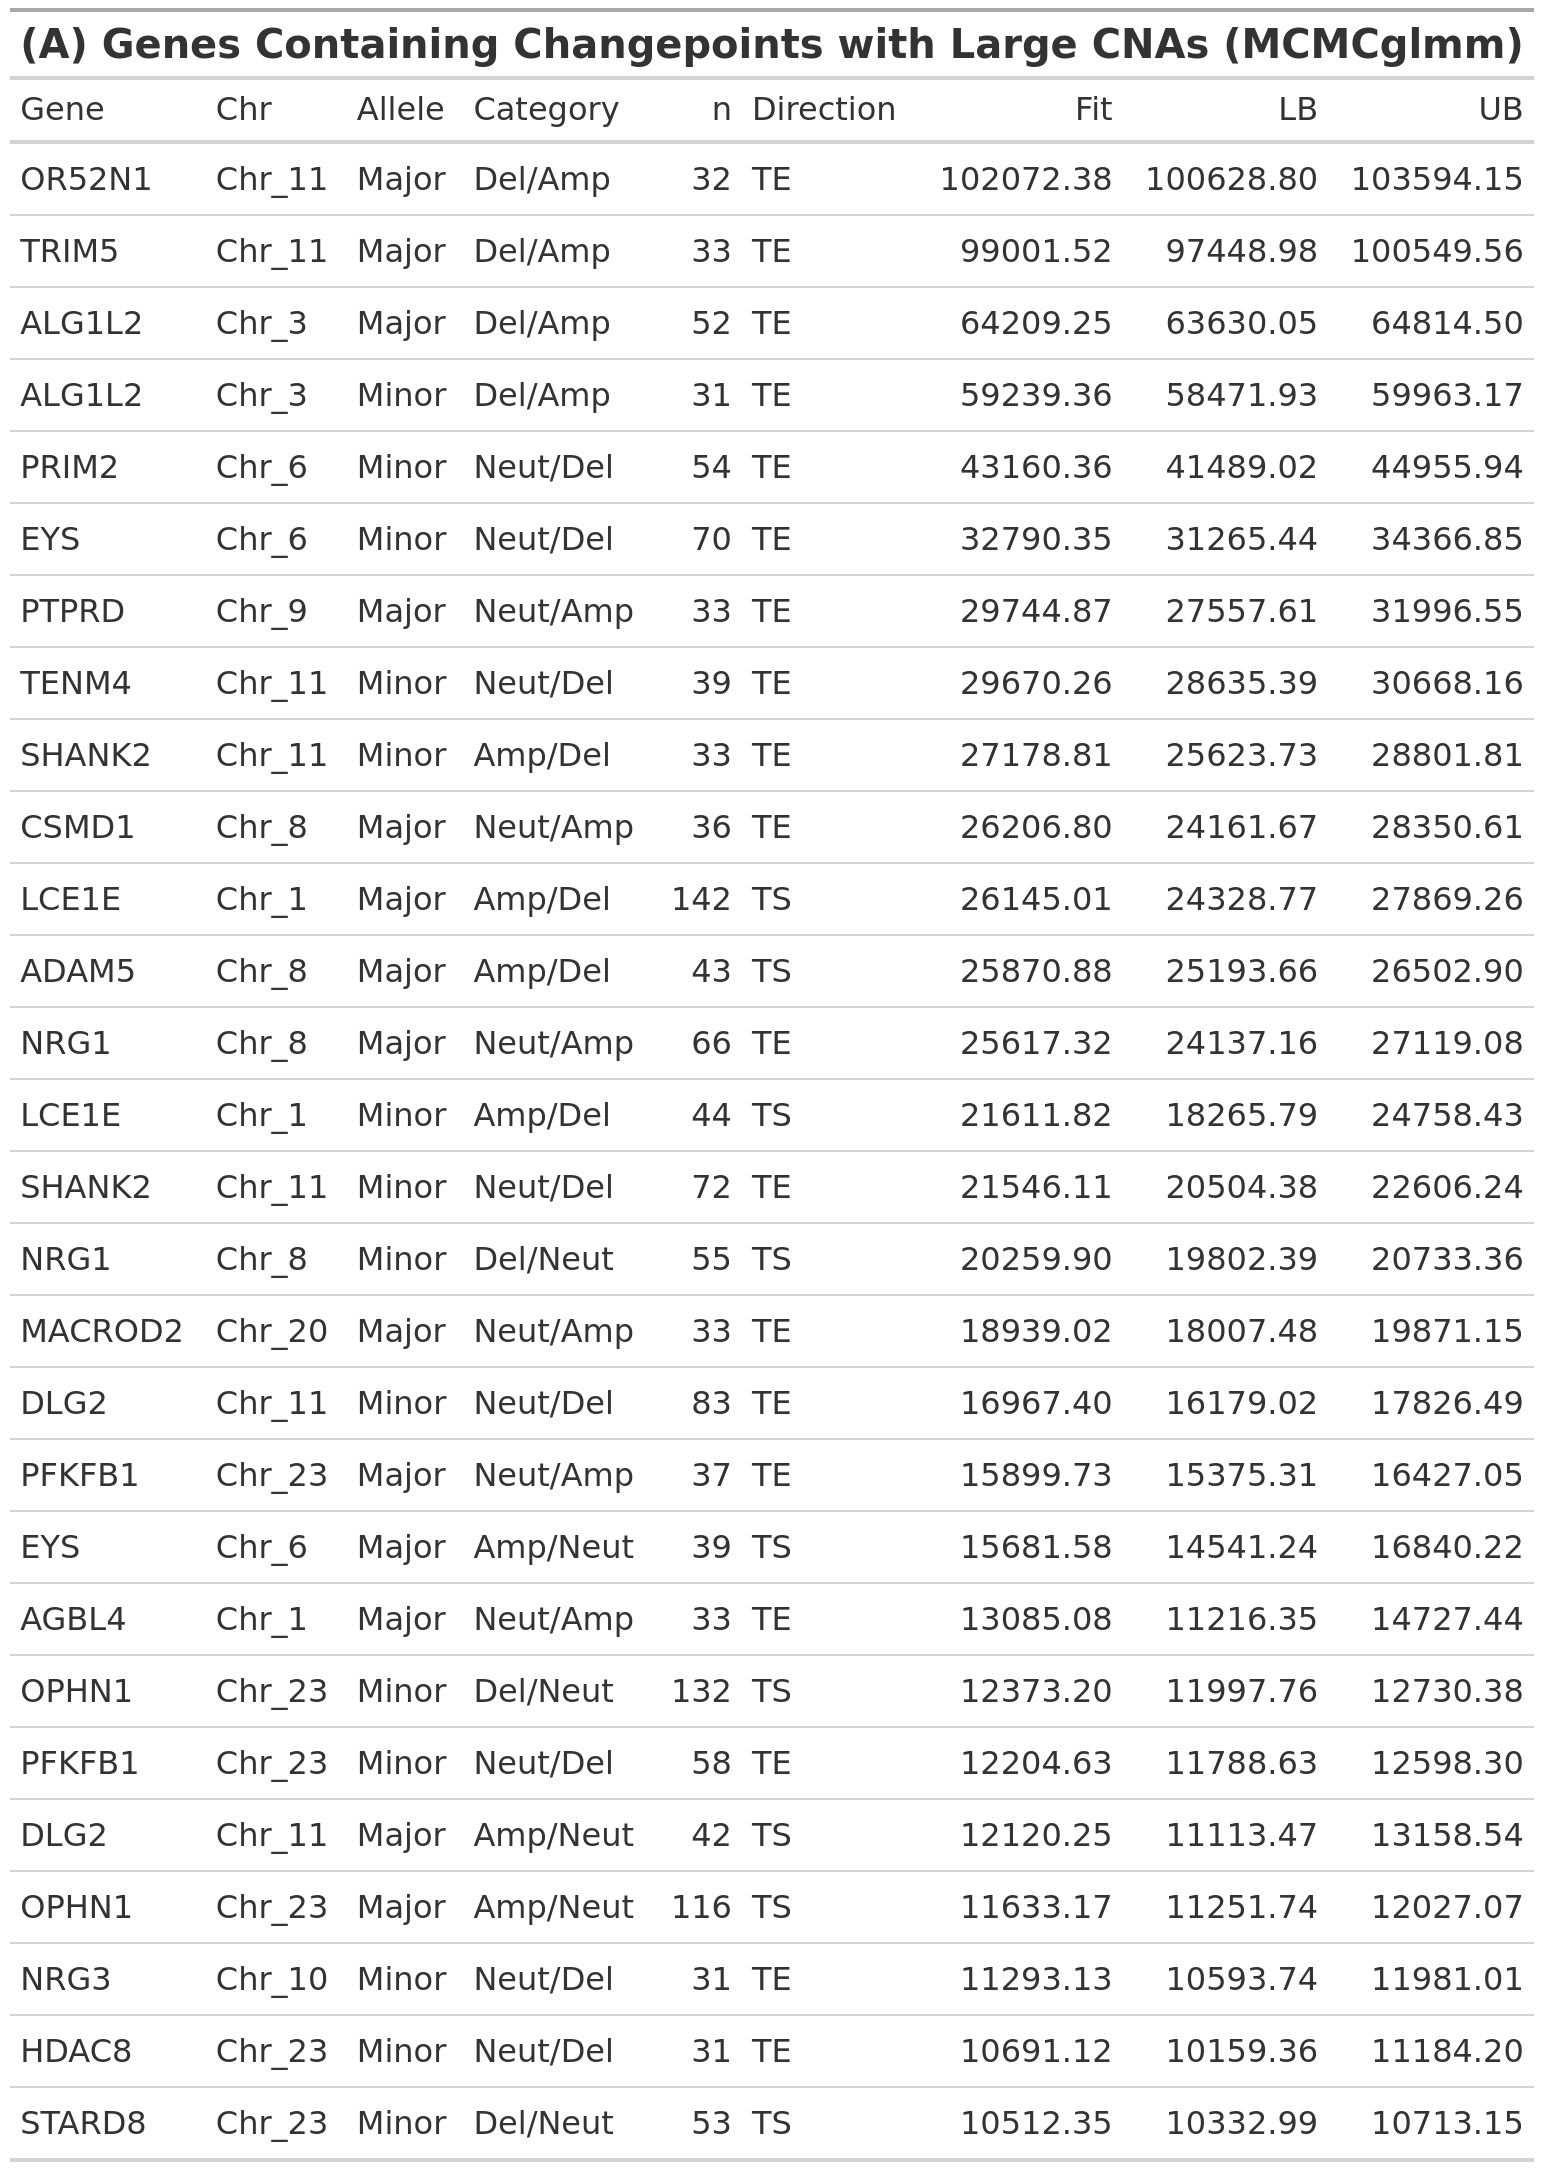 (A) Genes Containing Changepoints with Large CNAs (MCMCglmm)
Gene Chr Allele Category n Direction Fit LB UB
OR52N1 Chr_11 Major Del/Amp 32 TE 102072.38 100628.80 103594.15
TRIM5 Chr_11 Major Del/Amp 33 TE 99001.52 97448.98 100549.56
ALG1L2 Chr_3 Major Del/Amp 52 TE 64209.25 63630.05 64814.50
ALG1L2 Chr_3 Minor Del/Amp 31 TE 59239.36 58471.93 59963.17
PRIM2 Chr_6 Minor Neut/Del 54 TE 43160.36 41489.02 44955.94
EYS Chr_6 Minor Neut/Del 70 TE 32790.35 31265.44 34366.85
PTPRD Chr_9 Major Neut/Amp 33 TE 29744.87 27557.61 31996.55
TENM4 Chr_11 Minor Neut/Del 39 TE 29670.26 28635.39 30668.16
SHANK2 Chr_11 Minor Amp/Del 33 TE 27178.81 25623.73 28801.81
CSMD1 Chr_8 Major Neut/Amp 36 TE 26206.80 24161.67 28350.61
LCE1E Chr_1 Major Amp/Del 142 TS 26145.01 24328.77 27869.26
ADAM5 Chr_8 Major Amp/Del 43 TS 25870.88 25193.66 26502.90
NRG1 Chr_8 Major Neut/Amp 66 TE 25617.32 24137.16 27119.08
LCE1E Chr_1 Minor Amp/Del 44 TS 21611.82 18265.79 24758.43
SHANK2 Chr_11 Minor Neut/Del 72 TE 21546.11 20504.38 22606.24
NRG1 Chr_8 Minor Del/Neut 55 TS 20259.90 19802.39 20733.36
MACROD2 Chr_20 Major Neut/Amp 33 TE 18939.02 18007.48 19871.15
DLG2 Chr_11 Minor Neut/Del 83 TE 16967.40 16179.02 17826.49
PFKFB1 Chr_23 Major Neut/Amp 37 TE 15899.73 15375.31 16427.05
EYS Chr_6 Major Amp/Neut 39 TS 15681.58 14541.24 16840.22
AGBL4 Chr_1 Major Neut/Amp 33 TE 13085.08 11216.35 14727.44
OPHN1 Chr_23 Minor Del/Neut 132 TS 12373.20 11997.76 12730.38
PFKFB1 Chr_23 Minor Neut/Del 58 TE 12204.63 11788.63 12598.30
DLG2 Chr_11 Major Amp/Neut 42 TS 12120.25 11113.47 13158.54
OPHN1 Chr_23 Major Amp/Neut 116 TS 11633.17 11251.74 12027.07
NRG3 Chr_10 Minor Neut/Del 31 TE 11293.13 10593.74 11981.01
HDAC8 Chr_23 Minor Neut/Del 31 TE 10691.12 10159.36 11184.20
STARD8 Chr_23 Minor Del/Neut 53 TS 10512.35 10332.99 10713.15